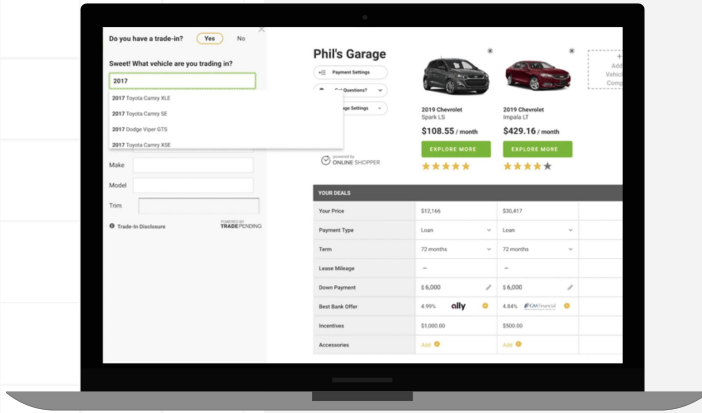 Do you have a trade-in? Yes No
Sweet! What vehicle are you trading in?
2017
2017 Toyota Camry XLE
2017 Toyota Camry SE
2017 Dodge Viper GTS
2017 Toyota Camry XSE
Make
Model
Trim
Trade-In Disclosure
POWERED BY
TRADEPENDING
Phil's Garage
Payment Settings
Got Questions?
Settings
powered by
ONLINE SHOPPER
2019 Chevrolet
Spark LS
$108.55 / month
EXPLORE MORE
2019 Chevrolet
Impala LT
$429.16 / month
EXPLORE MORE
YOUR DEALS
Your Price $12,166 $30,417
Payment Type Loan Loan
Term 72 months 72 months
Lease Mileage – –
Down Payment $ 6,000 $ 6,000
Best Bank Offer 4.99% ally 4.84% GM Financial
Incentives $1,000.00 $500.00
Accessories Add Add